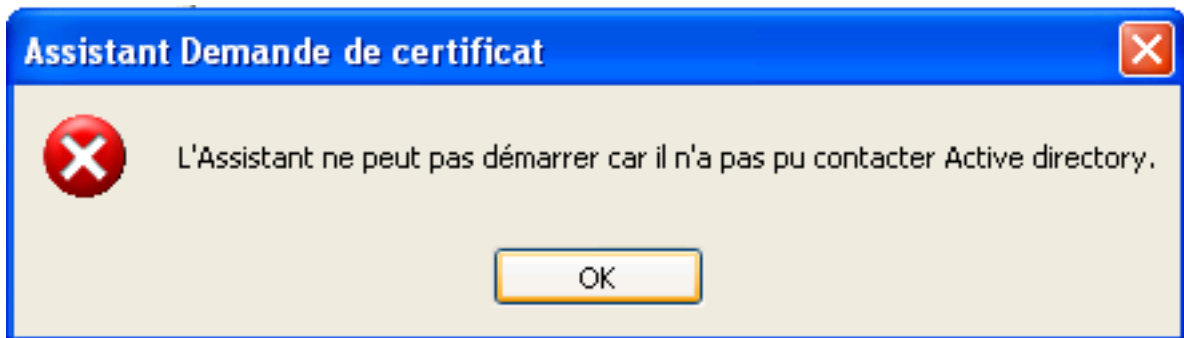 Assistant Demande de certificat
L'Assistant ne peut pas démarrer car il n'a pas pu contacter Active directory.
OK